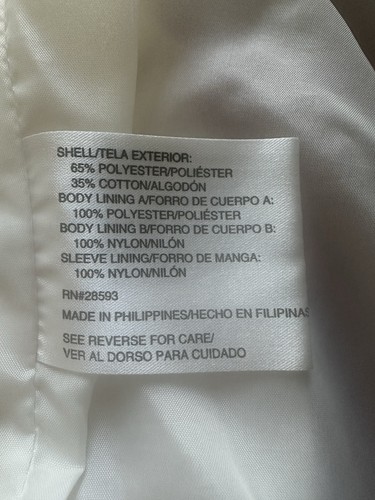 SHELL/TELA EXTERIOR:
65% POLYESTER/POLIÉSTER
35% COTTON/ALGODÓN
BODY LINING A/FORRO DE CUERPO A:
100% POLYESTER/POLIÉSTER
BODY LINING B/FORRO DE CUERPO B:
100% NYLON/NILÓN
SLEEVE LINING/FORRO DE MANGA:
100% NYLON/NILÓN
RN#28593
MADE IN PHILIPPINES/HECHO EN FILIPINAS
SEE REVERSE FOR CARE/
VER AL DORSO PARA CUIDADO